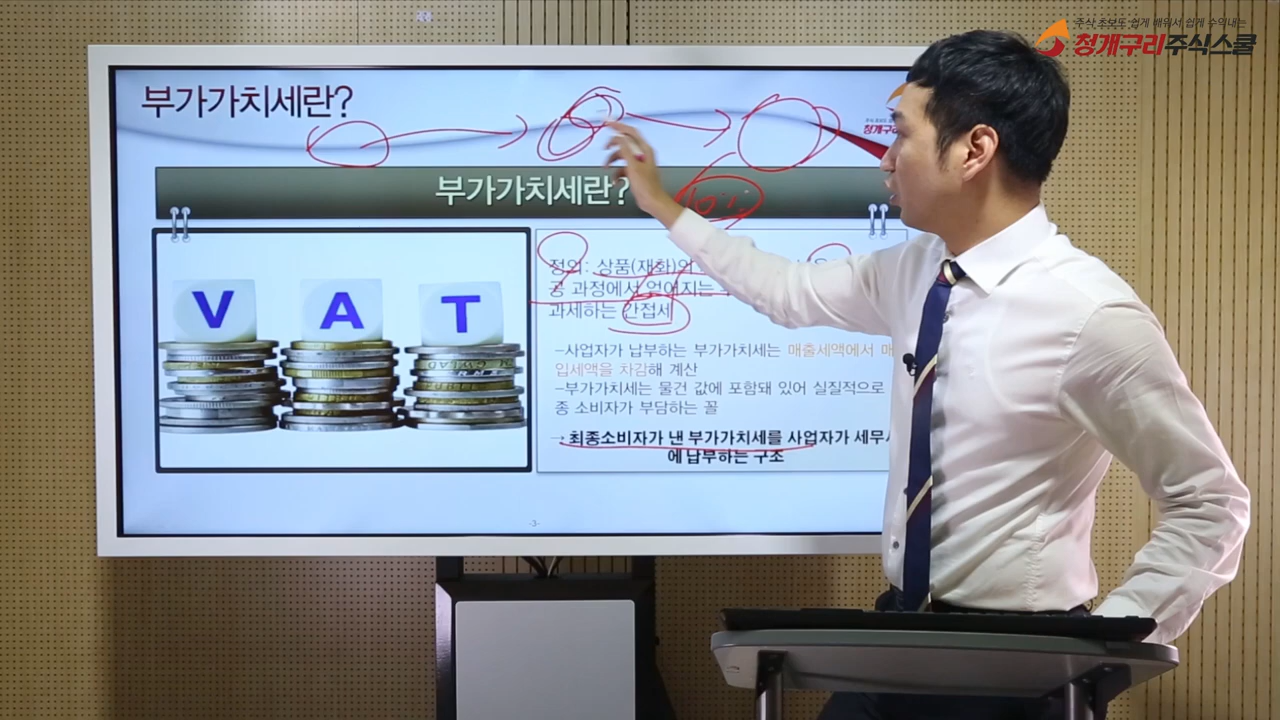 주식 초보도 쉽게 배워서 쉽게 수익내는
청개구리주식스쿨
부가가치세란?
청개구
부가가치세란?
10%
V A T
정의: 상품(재화)의
공 과정에서 얻어지는
과세하는 간접세
–사업자가 납부하는 부가가치세는 매출세액에서 매
입세액을 차감해 계산
–부가가치세는 물건 값에 포함돼 있어 실질적으로
종 소비자가 부담하는 꼴
→ 최종소비자가 낸 부가가치세를 사업자가 세무서
에 납부하는 구조
-3-